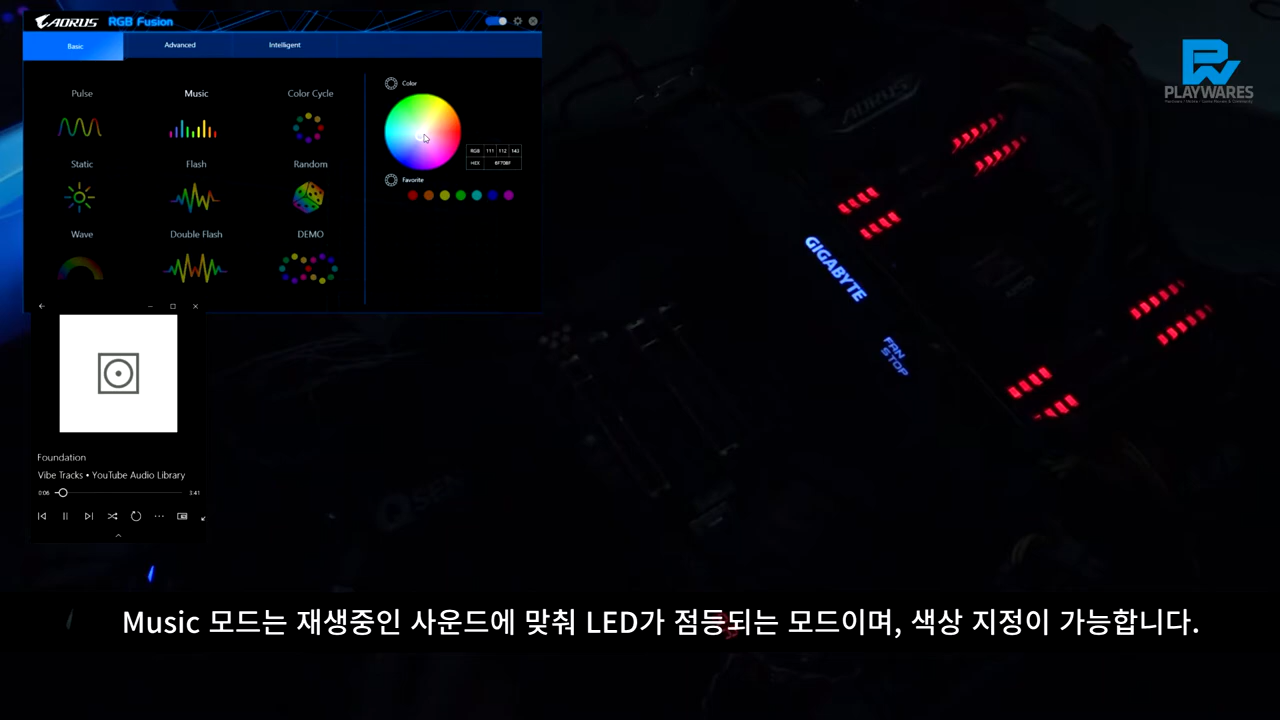 AORUS RGB Fusion
Basic
Advanced
Intelligent
Pulse
Music
Color Cycle
Static
Flash
Random
Wave
Double Flash
DEMO
Color
RGB 111 112 143
HEX 6F708F
Favorite
PLAYWARES
AORUS
GIGABYTE
FAN
STOP
Foundation
Vibe Tracks • YouTube Audio Library
0:06
3:41
Music 모드는 재생중인 사운드에 맞춰 LED가 점등되는 모드이며, 색상 지정이 가능합니다.